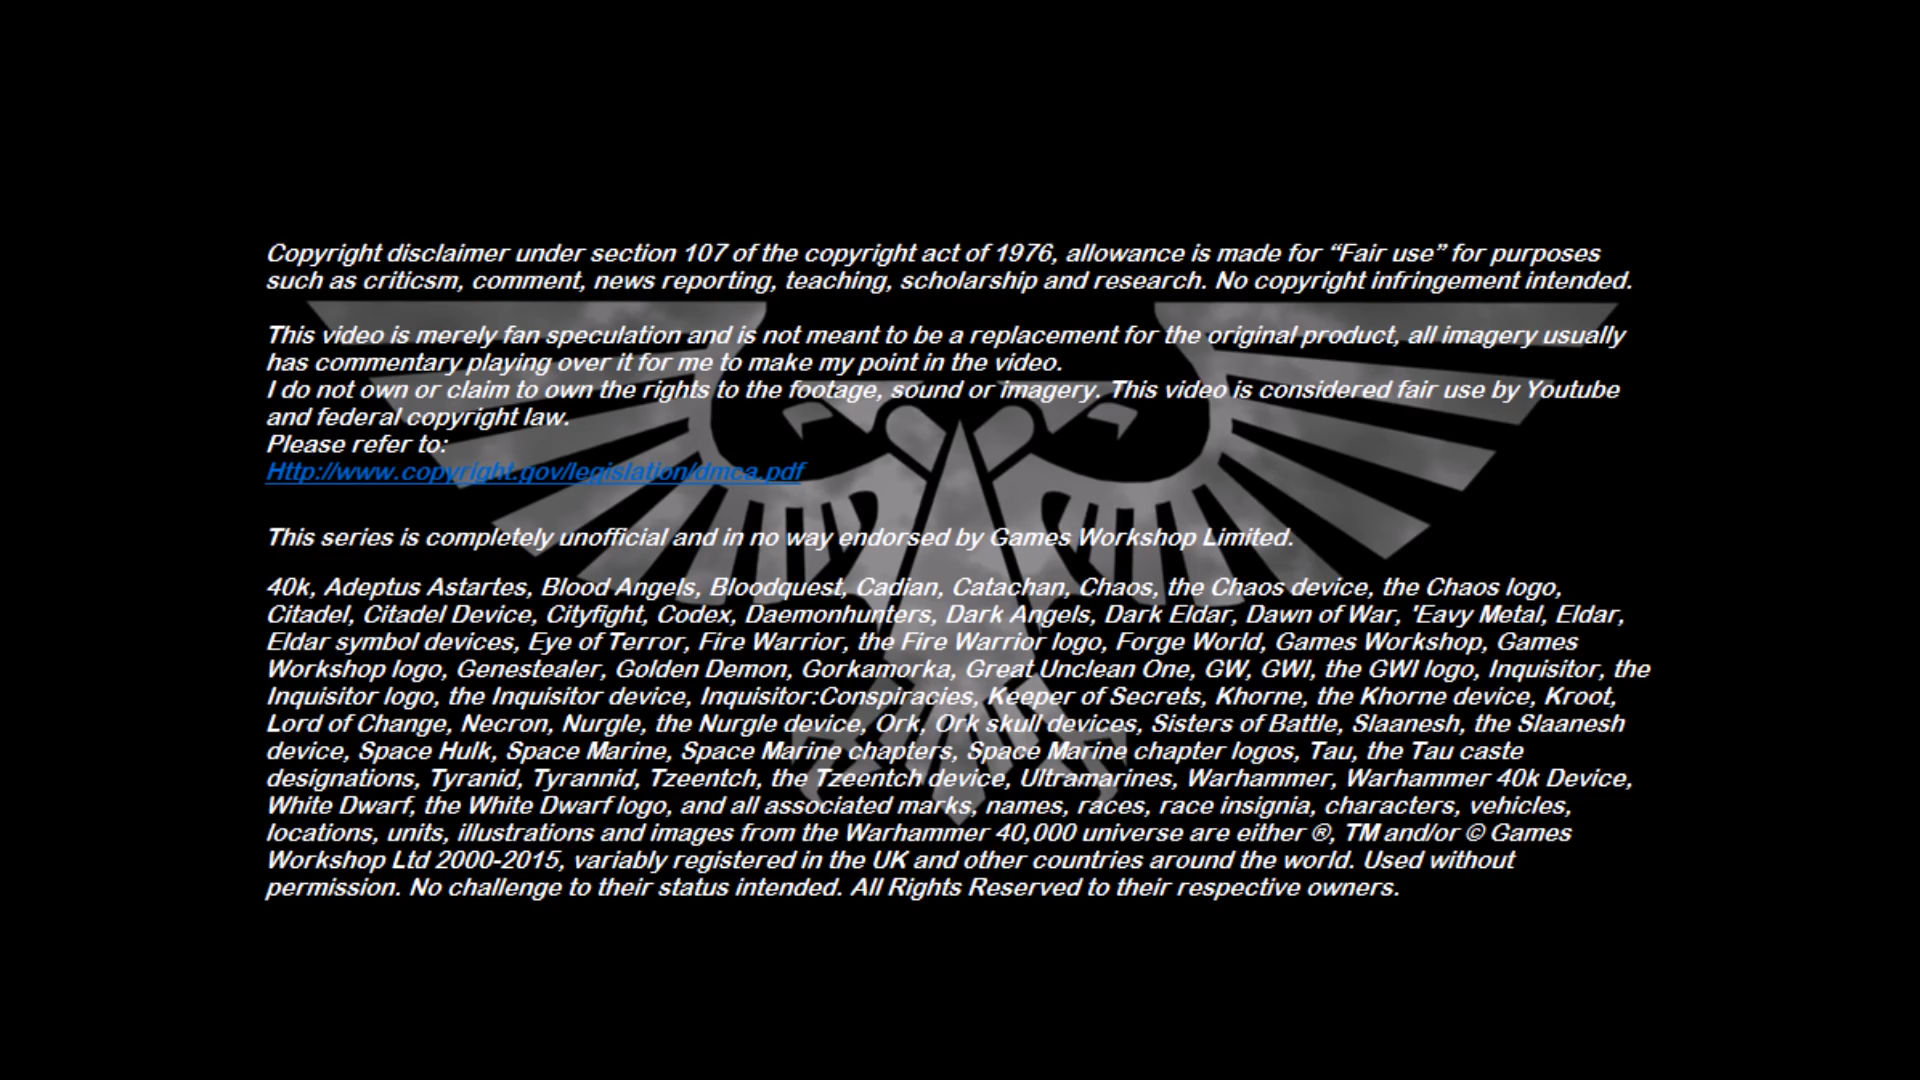 Copyright disclaimer under section 107 of the copyright act of 1976, allowance is made for “Fair use” for purposes
such as criticsm, comment, news reporting, teaching, scholarship and research. No copyright infringement intended.
This video is merely fan speculation and is not meant to be a replacement for the original product, all imagery usually
has commentary playing over it for me to make my point in the video.
I do not own or claim to own the rights to the footage, sound or imagery. This video is considered fair use by Youtube
and federal copyright law.
Please refer to:
Http://www.copyright.gov/legislation/dmca.pdf
This series is completely unofficial and in no way endorsed by Games Workshop Limited.
40k, Adeptus Astartes, Blood Angels, Bloodquest, Cadian, Catachan, Chaos, the Chaos device, the Chaos logo,
Citadel, Citadel Device, Cityfight, Codex, Daemonhunters, Dark Angels, Dark Eldar, Dawn of War, 'Eavy Metal, Eldar,
Eldar symbol devices, Eye of Terror, Fire Warrior, the Fire Warrior logo, Forge World, Games Workshop, Games
Workshop logo, Genestealer, Golden Demon, Gorkamorka, Great Unclean One, GW, GWI, the GWI logo, Inquisitor, the
Inquisitor logo, the Inquisitor device, Inquisitor:Conspiracies, Keeper of Secrets, Khorne, the Khorne device, Kroot,
Lord of Change, Necron, Nurgle, the Nurgle device, Ork, Ork skull devices, Sisters of Battle, Slaanesh, the Slaanesh
device, Space Hulk, Space Marine, Space Marine chapters, Space Marine chapter logos, Tau, the Tau caste
designations, Tyranid, Tyrannid, Tzeentch, the Tzeentch device, Ultramarines, Warhammer, Warhammer 40k Device,
White Dwarf, the White Dwarf logo, and all associated marks, names, races, race insignia, characters, vehicles,
locations, units, illustrations and images from the Warhammer 40,000 universe are either ®, TM and/or © Games
Workshop Ltd 2000-2015, variably registered in the UK and other countries around the world. Used without
permission. No challenge to their status intended. All Rights Reserved to their respective owners.